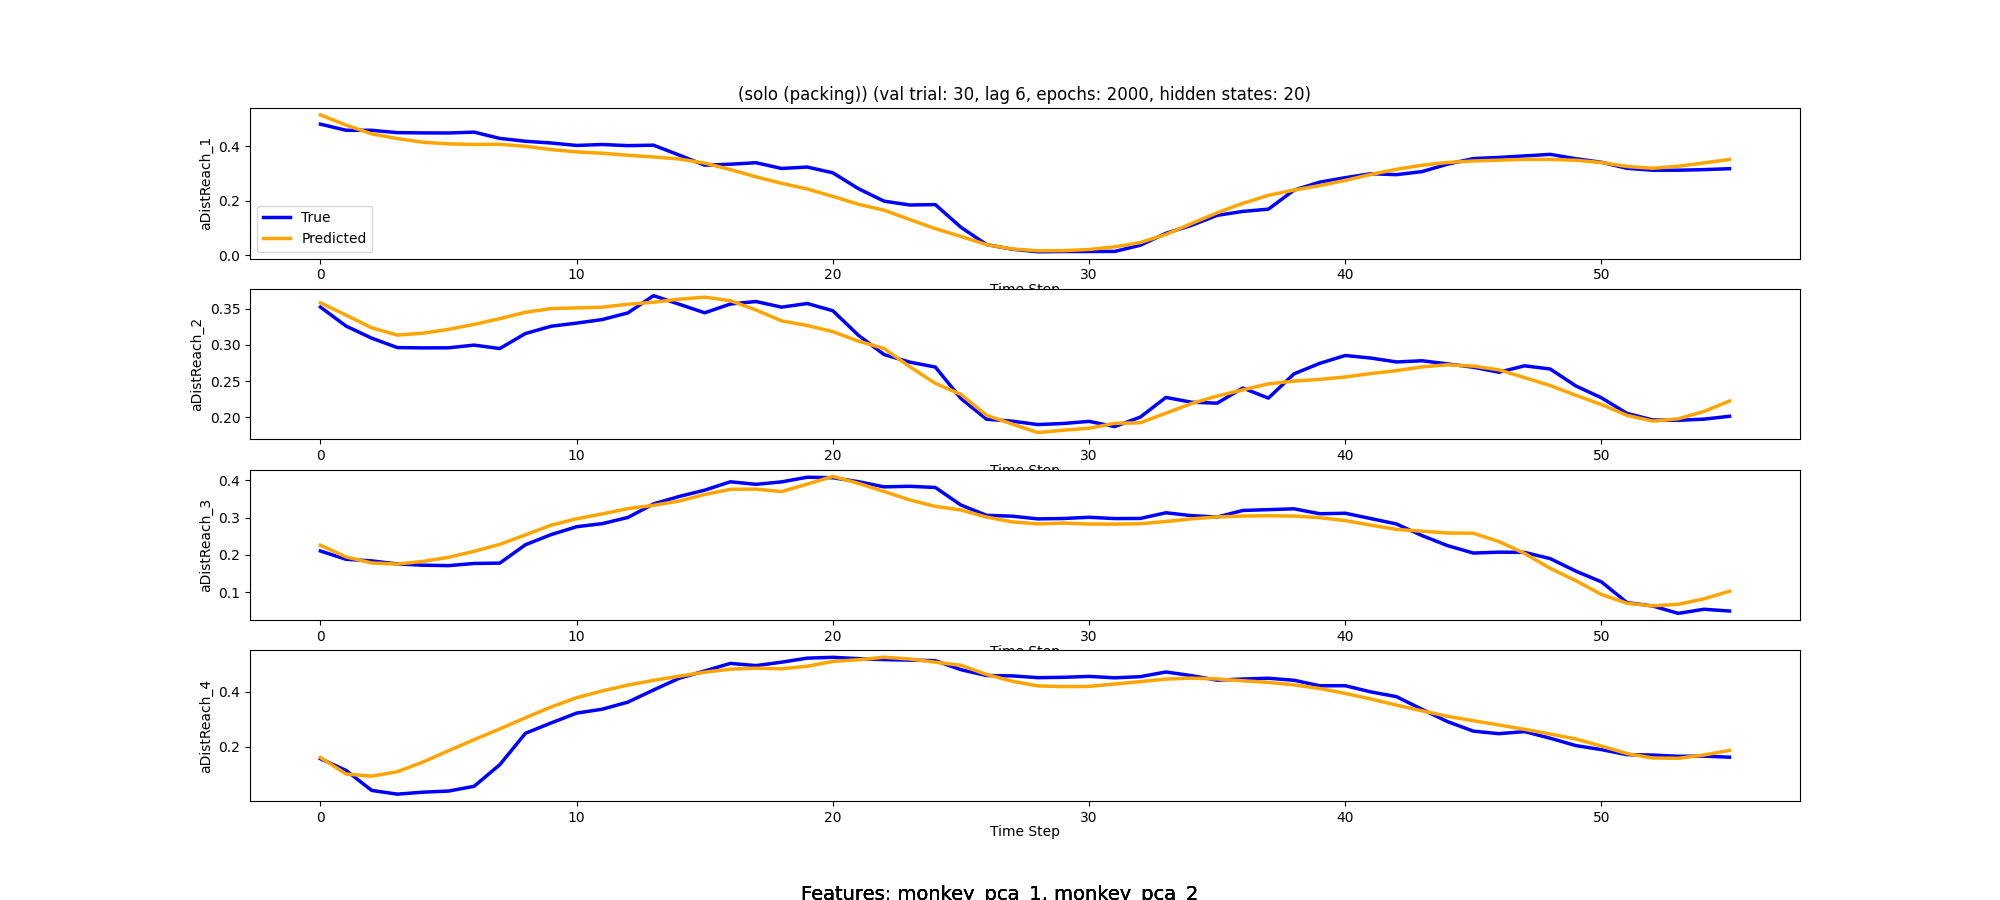 (solo (packing)) (val trial: 30, lag 6, epochs: 2000, hidden states: 20)
aDistReach_1
0.4
0.2
0.0
True
Predicted
0 10 20 30 40 50
Time Step
aDistReach_2
0.35
0.30
0.25
0.20
0 10 20 30 40 50
Time Step
aDistReach_3
0.4
0.3
0.2
0.1
0 10 20 30 40 50
Time Step
aDistReach_4
0.4
0.2
0 10 20 30 40 50
Time Step
Features: monkey_pca_1, monkey_pca_2